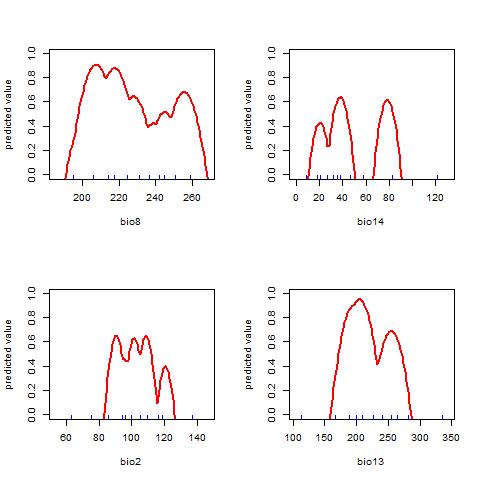 predicted value
0.0 0.2 0.4 0.6 0.8 1.0
200 220 240 260
bio8
predicted value
0.0 0.2 0.4 0.6 0.8 1.0
0 20 40 60 80 120
bio14
predicted value
0.0 0.2 0.4 0.6 0.8 1.0
60 80 100 120 140
bio2
predicted value
0.0 0.2 0.4 0.6 0.8 1.0
100 150 200 250 300 350
bio13